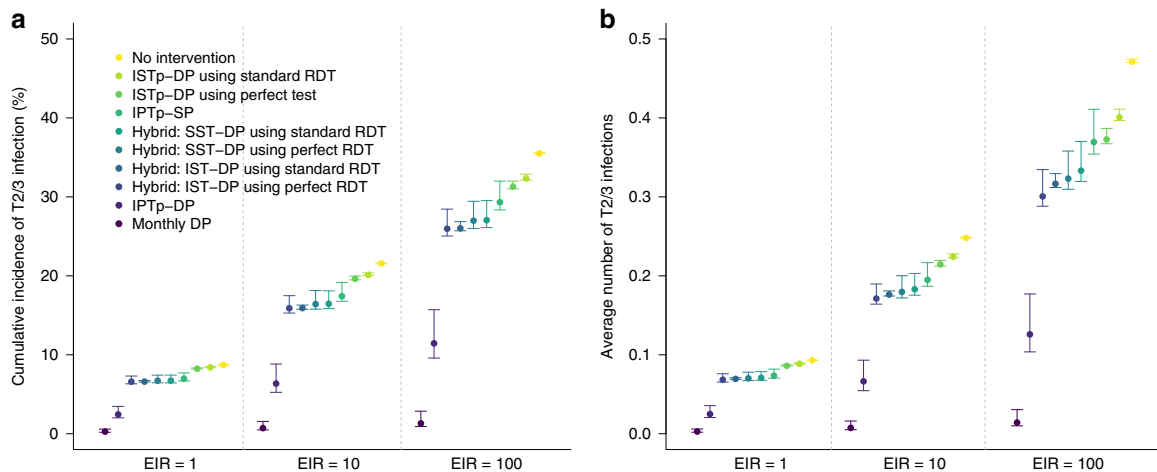 a
Cumulative incidence of T2/3 infection (%)
50
40
30
20
10
0
No intervention
ISTp–DP using standard RDT
ISTp–DP using perfect test
IPTp–SP
Hybrid: SST–DP using standard RDT
Hybrid: SST–DP using perfect RDT
Hybrid: IST–DP using standard RDT
Hybrid: IST–DP using perfect RDT
IPTp–DP
Monthly DP
EIR = 1
EIR = 10
EIR = 100
b
Average number of T2/3 infections
0.5
0.4
0.3
0.2
0.1
0.0
EIR = 1
EIR = 10
EIR = 100